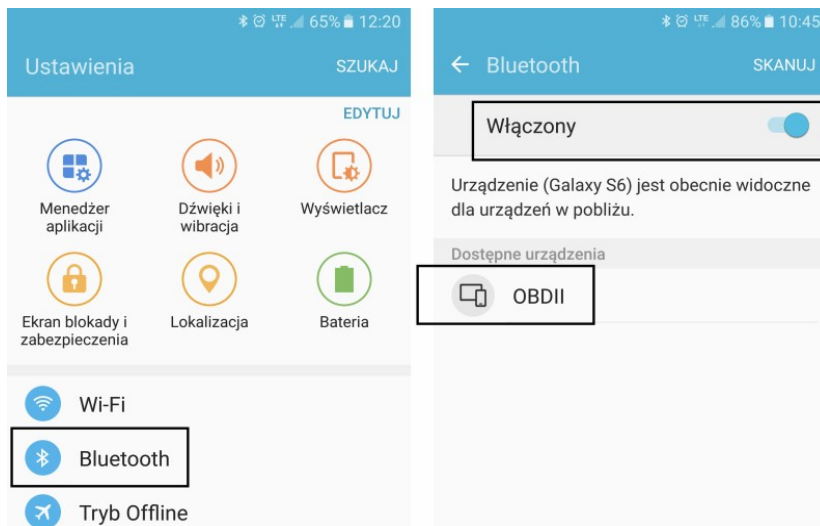 LTE 65% 12:20
Ustawienia SZUKAJ
EDYTUJ
Menedżer aplikacji
Dźwięki i wibracja
Wyświetlacz
Ekran blokady i zabezpieczenia
Lokalizacja
Bateria
Wi-Fi
Bluetooth
Tryb Offline
LTE 86% 10:45
Bluetooth SKANUJ
Włączony
Urządzenie (Galaxy S6) jest obecnie widoczne
dla urządzeń w pobliżu.
Dostępne urządzenia
OBDII